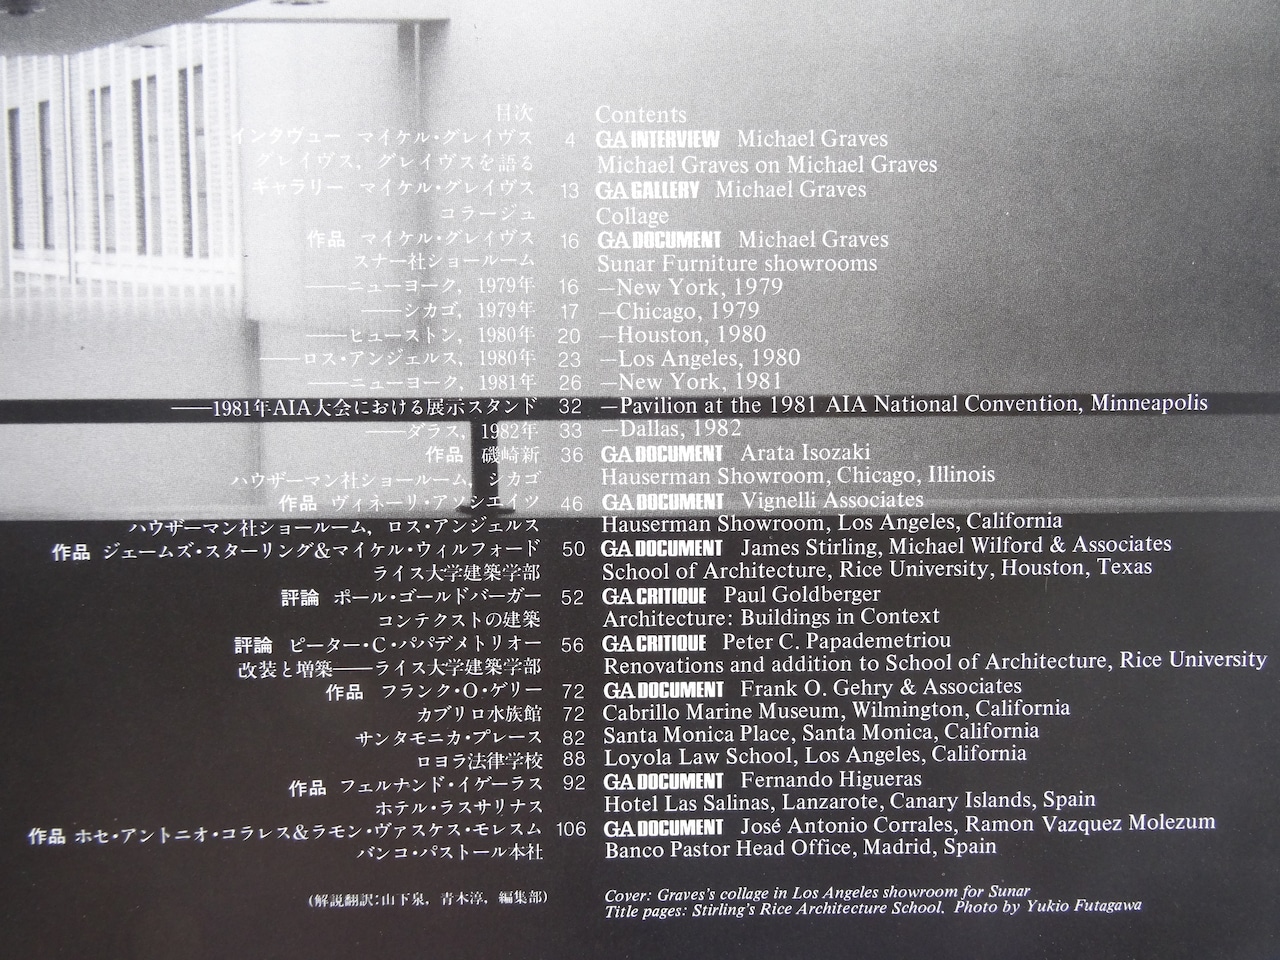 目次 Contents
インタヴュー マイケル・グレイヴス 4 GA INTERVIEW Michael Graves
グレイヴス，グレイヴスを語る Michael Graves on Michael Graves
ギャラリー マイケル・グレイヴス 13 GA GALLERY Michael Graves
コラージュ Collage
作品 マイケル・グレイヴス 16 GA DOCUMENT Michael Graves
スナー社ショールーム Sunar Furniture showrooms
——ニューヨーク，1979年 16 —New York, 1979
——シカゴ，1979年 17 —Chicago, 1979
——ヒューストン，1980年 20 —Houston, 1980
——ロス・アンジェルス，1980年 23 —Los Angeles, 1980
——ニューヨーク，1981年 26 —New York, 1981
——1981年AIA大会における展示スタンド 32 —Pavilion at the 1981 AIA National Convention, Minneapolis
——ダラス，1982年 33 —Dallas, 1982
作品 磯崎新 36 GA DOCUMENT Arata Isozaki
ハウザーマン社ショールーム，シカゴ Hauserman Showroom, Chicago, Illinois
作品 ヴィネーリ・アソシエイツ 46 GA DOCUMENT Vignelli Associates
ハウザーマン社ショールーム，ロス・アンジェルス Hauserman Showroom, Los Angeles, California
作品 ジェームズ・スターリング&マイケル・ウィルフォード 50 GA DOCUMENT James Stirling, Michael Wilford & Associates
ライス大学建築学部 School of Architecture, Rice University, Houston, Texas
評論 ポール・ゴールドバーガー 52 GA CRITIQUE Paul Goldberger
コンテクストの建築 Architecture: Buildings in Context
評論 ピーター・C・パパデメトリオー 56 GA CRITIQUE Peter C. Papademetriou
改装と増築——ライス大学建築学部 Renovations and addition to School of Architecture, Rice University
作品 フランク・O・ゲリー 72 GA DOCUMENT Frank O. Gehry & Associates
カブリロ水族館 72 Cabrillo Marine Museum, Wilmington, California
サンタモニカ・プレース 82 Santa Monica Place, Santa Monica, California
ロヨラ法律学校 88 Loyola Law School, Los Angeles, California
作品 フェルナンド・イゲーラス 92 GA DOCUMENT Fernando Higueras
ホテル・ラスサリナス Hotel Las Salinas, Lanzarote, Canary Islands, Spain
作品 ホセ・アントニオ・コラレス&ラモン・ヴァスケス・モレスム 106 GA DOCUMENT José Antonio Corrales, Ramon Vazquez Molezum
バンコ・パストール本社 Banco Pastor Head Office, Madrid, Spain
(解説翻訳:山下泉，青木淳，編集部) Cover: Graves's collage in Los Angeles showroom for Sunar
Title pages: Stirling's Rice Architecture School. Photo by Yukio Futagawa